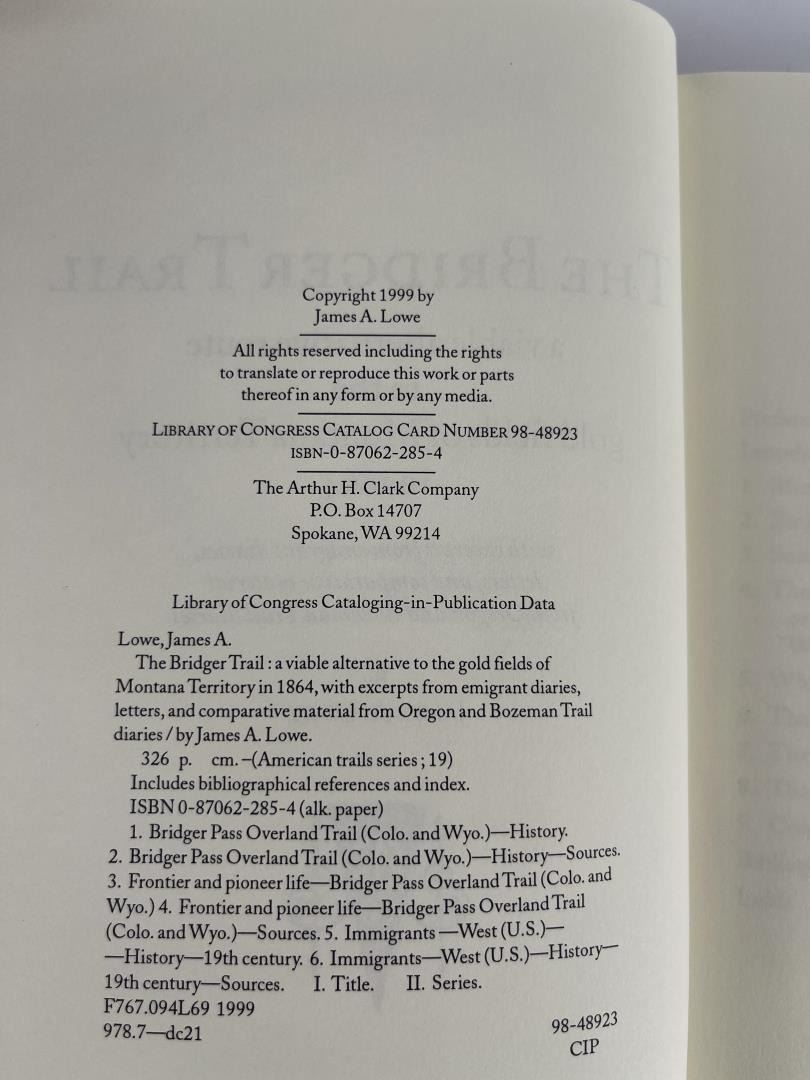 Copyright 1999 by
James A. Lowe
All rights reserved including the rights
to translate or reproduce this work or parts
thereof in any form or by any media.
LIBRARY OF CONGRESS CATALOG CARD NUMBER 98-48923
ISBN-0-87062-285-4
The Arthur H. Clark Company
P.O. Box 14707
Spokane, WA 99214
Library of Congress Cataloging-in-Publication Data
Lowe, James A.
The Bridger Trail : a viable alternative to the gold fields of
Montana Territory in 1864, with excerpts from emigrant diaries,
letters, and comparative material from Oregon and Bozeman Trail
diaries / by James A. Lowe.
326 p. cm. –(American trails series ; 19)
Includes bibliographical references and index.
ISBN 0-87062-285-4 (alk. paper)
1. Bridger Pass Overland Trail (Colo. and Wyo.)—History.
2. Bridger Pass Overland Trail (Colo. and Wyo.)—History—Sources.
3. Frontier and pioneer life—Bridger Pass Overland Trail (Colo. and
Wyo.) 4. Frontier and pioneer life—Bridger Pass Overland Trail
(Colo. and Wyo.)—Sources. 5. Immigrants —West (U.S.)—
—History—19th century. 6. Immigrants—West (U.S.)—History—
19th century—Sources. I. Title. II. Series.
F767.094L69 1999
978.7—dc21
98-48923
CIP
THE BRIDGER TRAIL